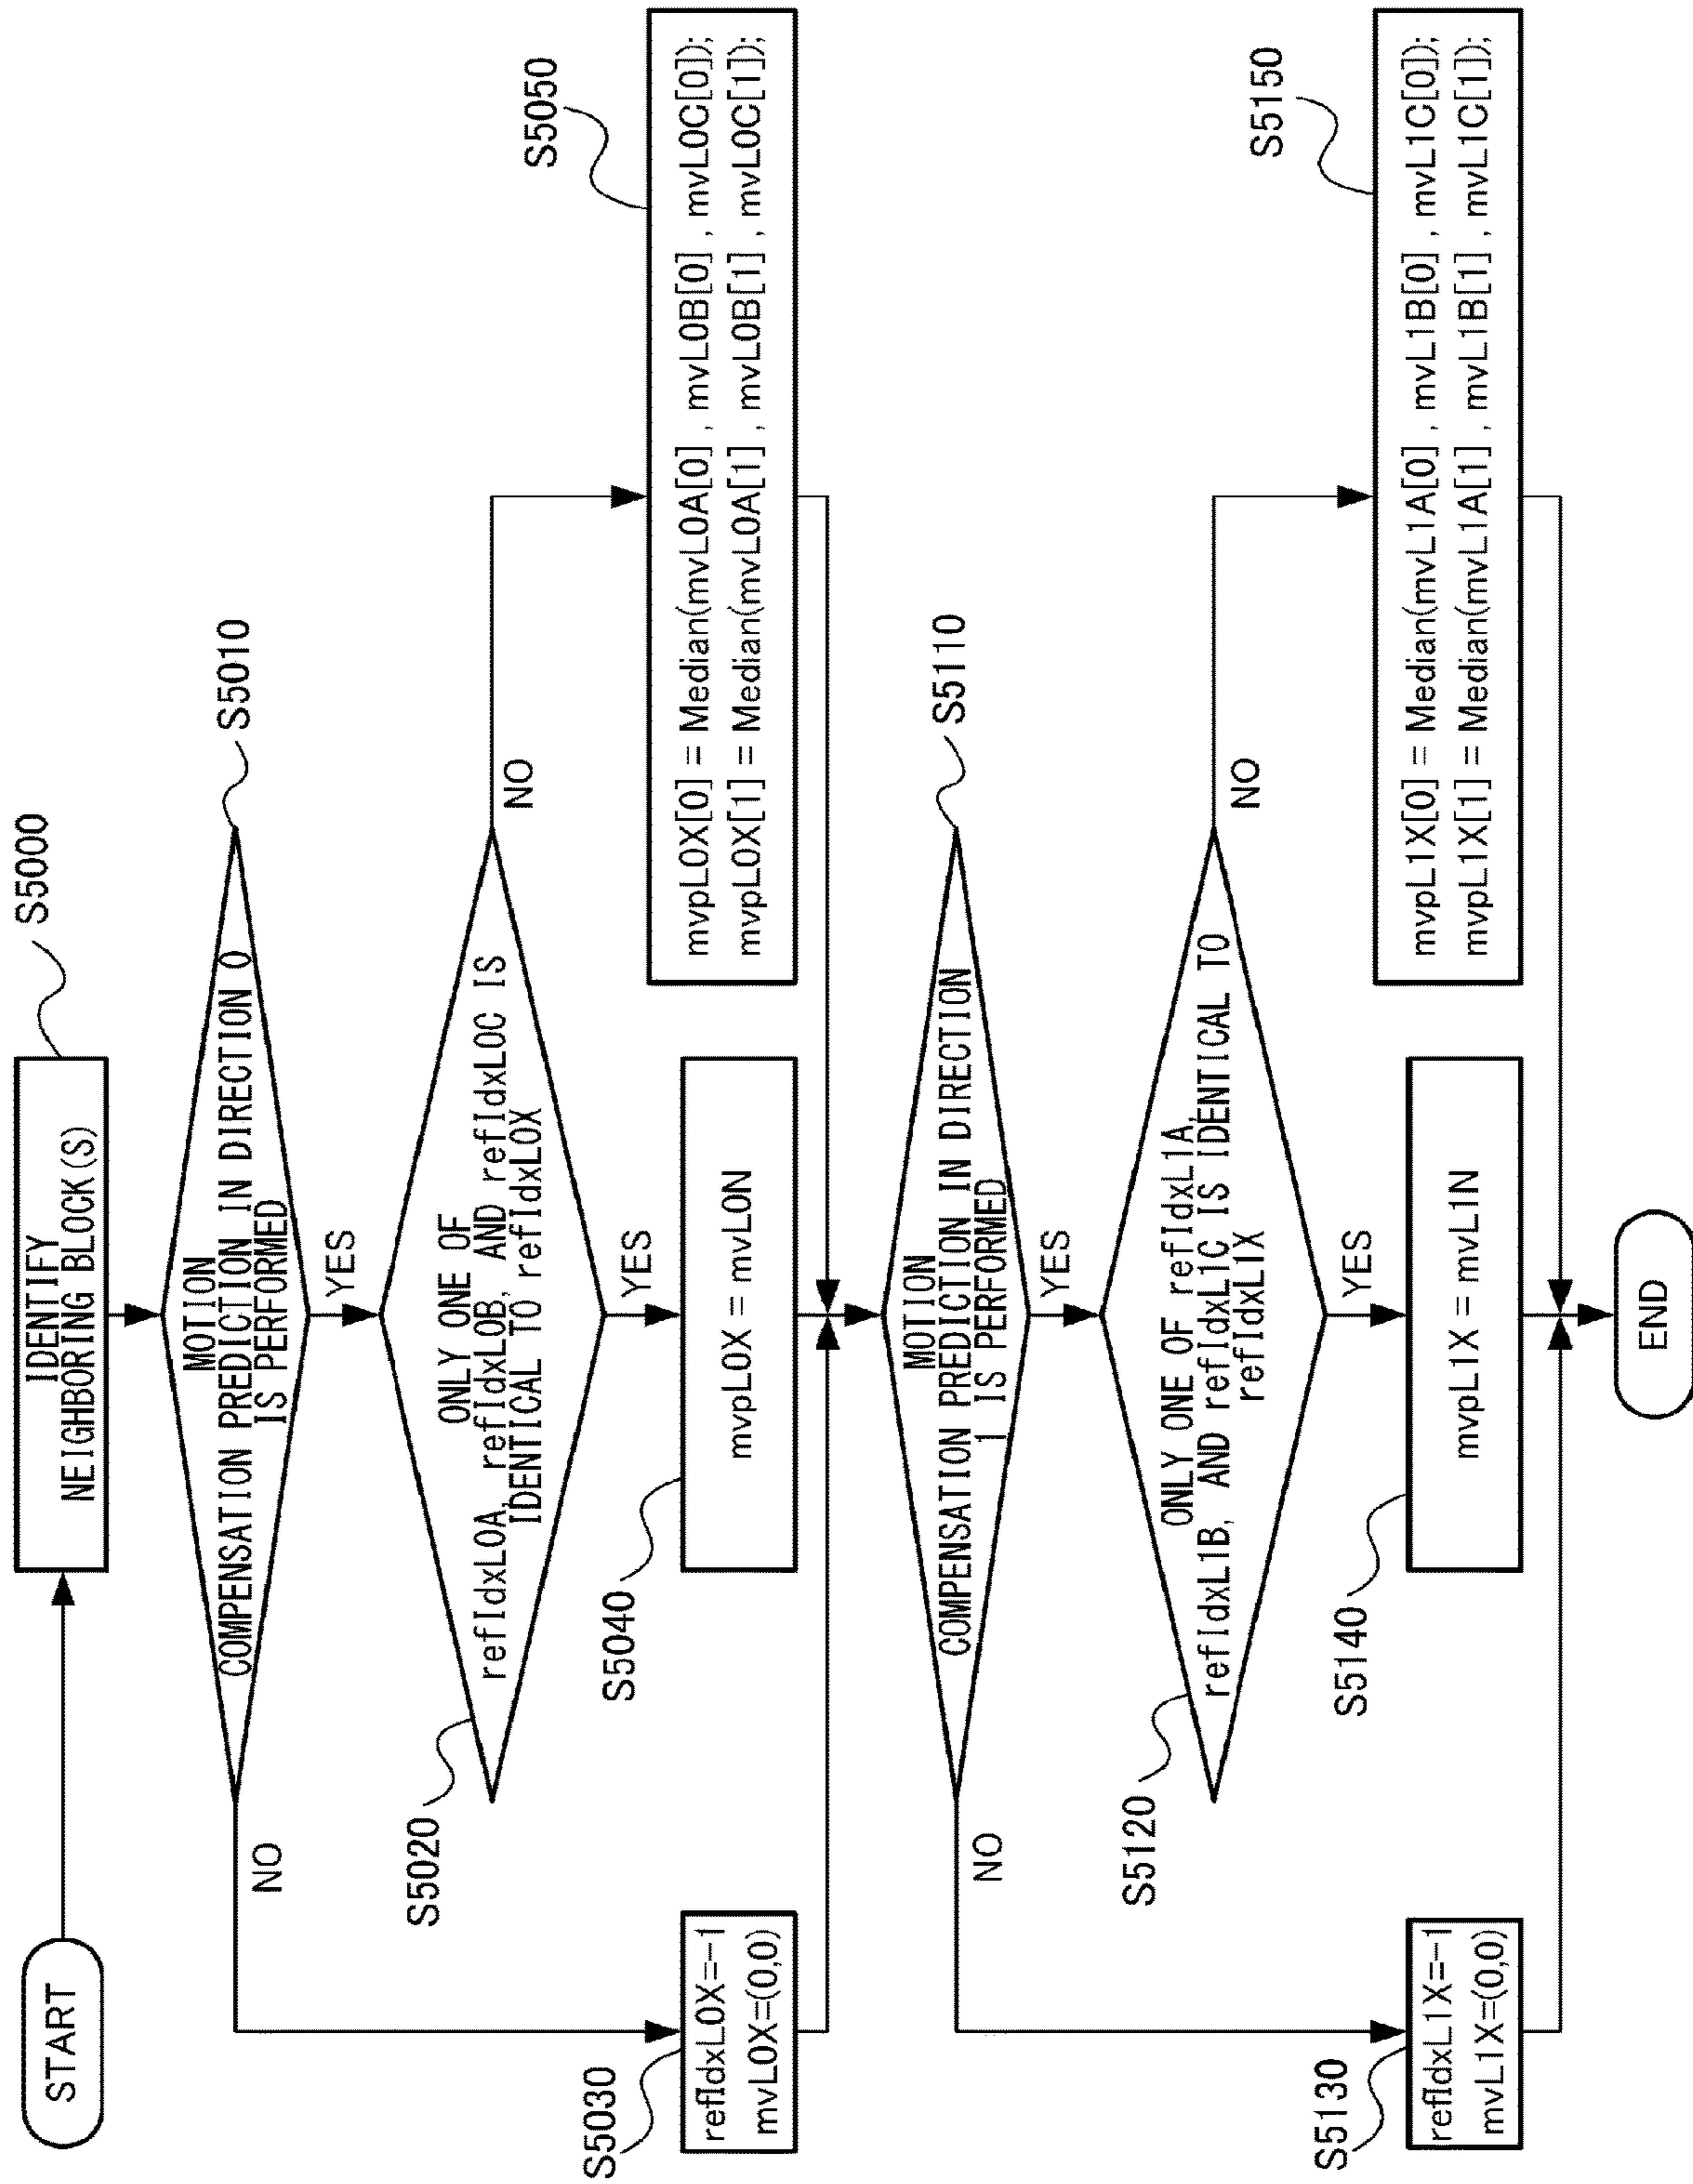 START
IDENTIFY
NEIGHBORING BLOCK(S)
S5000
MOTION
COMPENSATION PREDICTION IN DIRECTION 0
IS PERFORMED
S5010
NO
YES
ONLY ONE OF
refIdxL0A, refIdxL0B, AND refIdxL0C IS
IDENTICAL TO refIdxL0X
S5020
NO
YES
S5030
refIdxL0X=-1
mvL0X=(0,0)
S5040
mvpL0X = mvL0N
S5050
mvpL0X[0] = Median(mvL0A[0] , mvL0B[0] , mvL0C[0]);
mvpL0X[1] = Median(mvL0A[1] , mvL0B[1] , mvL0C[1]);
MOTION
COMPENSATION PREDICTION IN DIRECTION
1 IS PERFORMED
S5110
NO
YES
ONLY ONE OF refIdxL1A,
refIdxL1B, AND refIdxL1C IS IDENTICAL TO
refIdxL1X
S5120
NO
YES
S5130
refIdxL1X=-1
mvL1X=(0,0)
S5140
mvpL1X = mvL1N
S5150
mvpL1X[0] = Median(mvL1A[0] , mvL1B[0] , mvL1C[0]);
mvpL1X[1] = Median(mvL1A[1] , mvL1B[1] , mvL1C[1]);
END